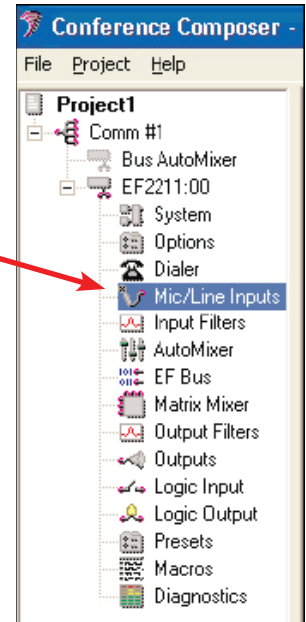 Conference Composer -
File Project Help
Project1
Comm #1
Bus AutoMixer
EF2211:00
System
Options
Dialer
Mic/Line Inputs
Input Filters
AutoMixer
EF Bus
Matrix Mixer
Output Filters
Outputs
Logic Input
Logic Output
Presets
Macros
Diagnostics